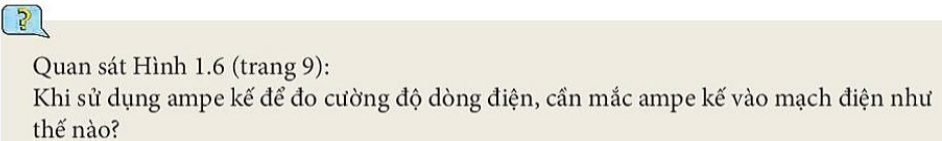 ?
Quan sát Hình 1.6 (trang 9):
Khi sử dụng ampe kế để đo cường độ dòng điện, cần mắc ampe kế vào mạch điện như
thế nào?